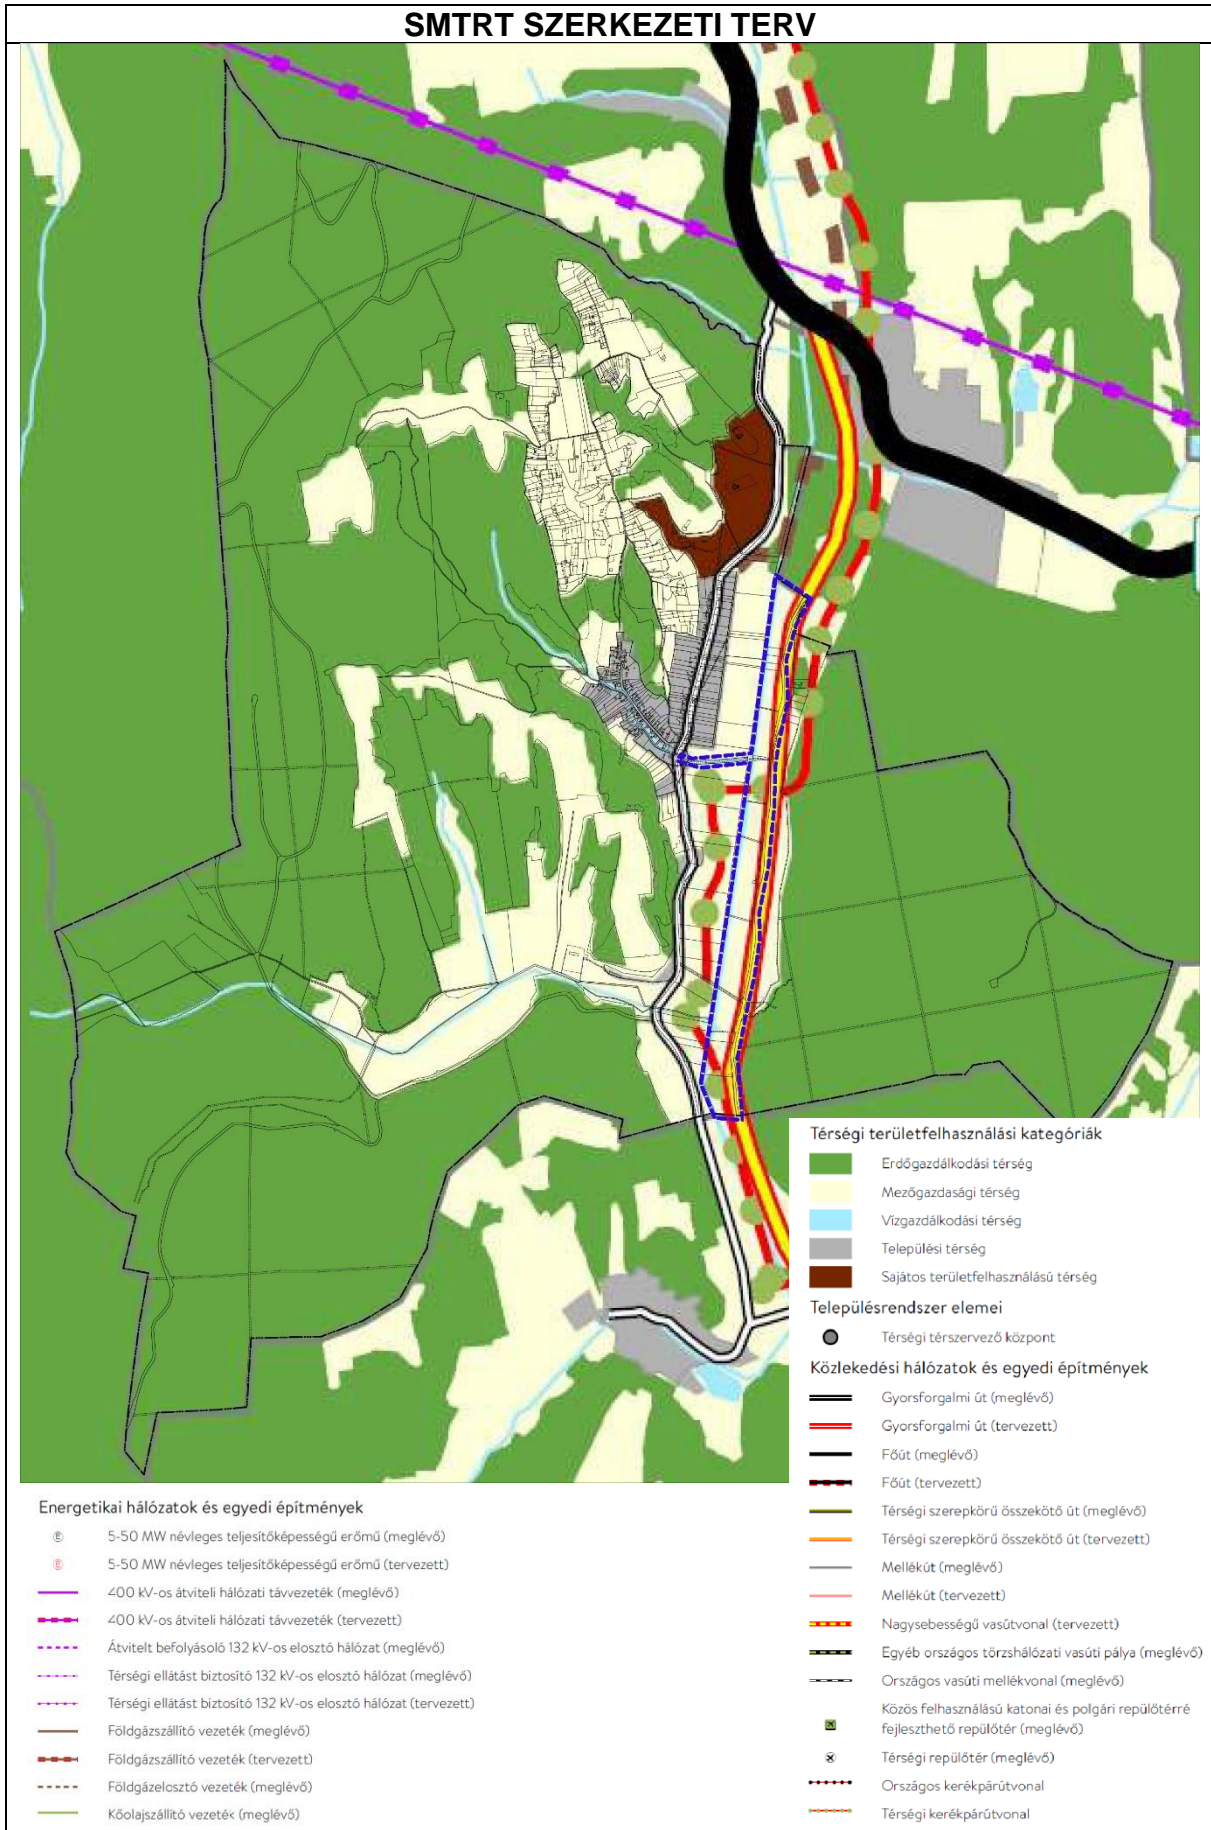 SMTRT SZERKEZETI TERV
Térségi területfelhasználási kategóriák
Erdőgazdálkodási térség
Mezőgazdasági térség
Vízgazdálkodási térség
Települési térség
Sajátos területfelhasználású térség
Településrendszer elemei
Térségi térszervező központ
Közlekedési hálózatok és egyedi építmények
Gyorsforgalmi út (meglévő)
Gyorsforgalmi út (tervezett)
Főút (meglévő)
Főút (tervezett)
Térségi szerepkörű összekötő út (meglévő)
Térségi szerepkörű összekötő út (tervezett)
Mellékút (meglévő)
Mellékút (tervezett)
Nagysebességű vasútvonal (tervezett)
Egyéb országos törzshálózati vasúti pálya (meglévő)
Országos vasúti mellékvonal (meglévő)
Közös felhasználású katonai és polgári repülőtérré
fejleszthető repülőtér (meglévő)
Térségi repülőtér (meglévő)
Országos kerékpárútvonal
Térségi kerékpárútvonal
Energetikai hálózatok és egyedi építmények
E 5-50 MW névleges teljesítőképességű erőmű (meglévő)
E 5-50 MW névleges teljesítőképességű erőmű (tervezett)
400 kV-os átviteli hálózati távvezeték (meglévő)
400 kV-os átviteli hálózati távvezeték (tervezett)
Átvitelt befolyásoló 132 kV-os elosztó hálózat (meglévő)
Térségi ellátást biztosító 132 kV-os elosztó hálózat (meglévő)
Térségi ellátást biztosító 132 kV-os elosztó hálózat (tervezett)
Földgázszállító vezeték (meglévő)
Földgázszállító vezeték (tervezett)
Földgázelosztó vezeték (meglévő)
Kőolajszállító vezeték (meglévő)